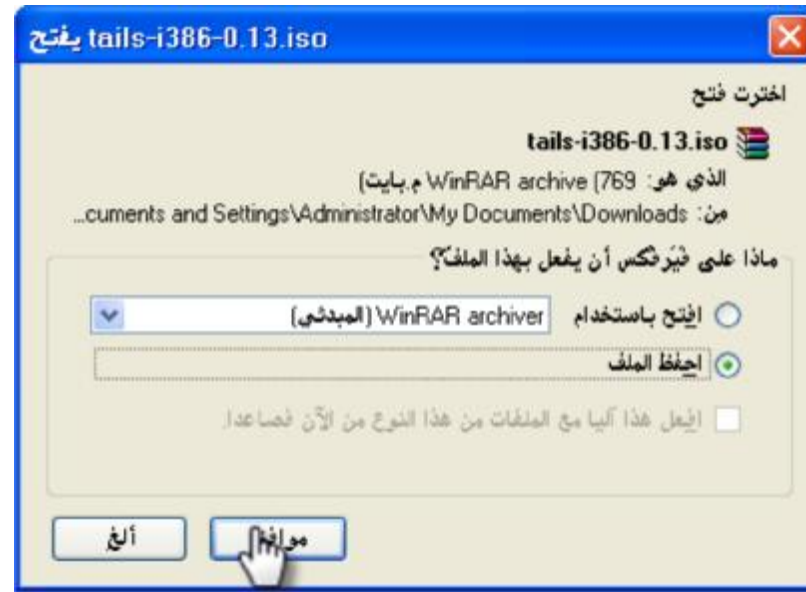 يفتح tails-i386-0.13.iso
اخترت فتح
tails-i386-0.13.iso
الذي هو: WinRAR archive (769 م.بايت)
من: cuments and Settings\Administrator\My Documents\Downloads...
ماذا على فَيَرفُكس أن يفعل بهذا الملف؟
افتح باستخدام WinRAR archiver (المبدئي)
احفظ الملف
افعل هذا آليا مع الملفات من هذا النوع من الآن فصاعدا.
ألغ